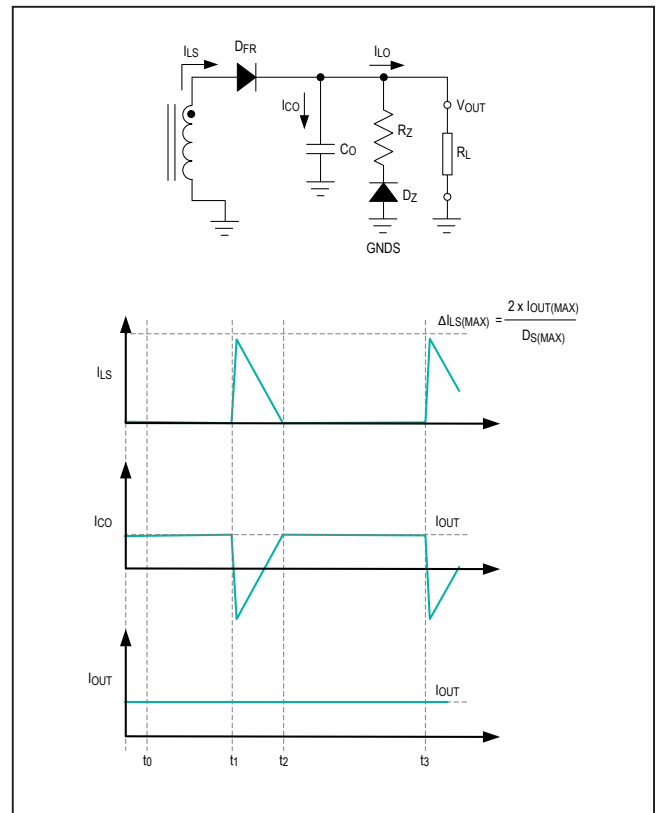 ILS
DFR
ILO
ICO
CO
RZ
DZ
GNDS
VOUT
RL
ΔILS(MAX) = 2 x IOUT(MAX)
DS(MAX)
ILS
ICO
IOUT
IOUT
IOUT
t0
t1
t2
t3